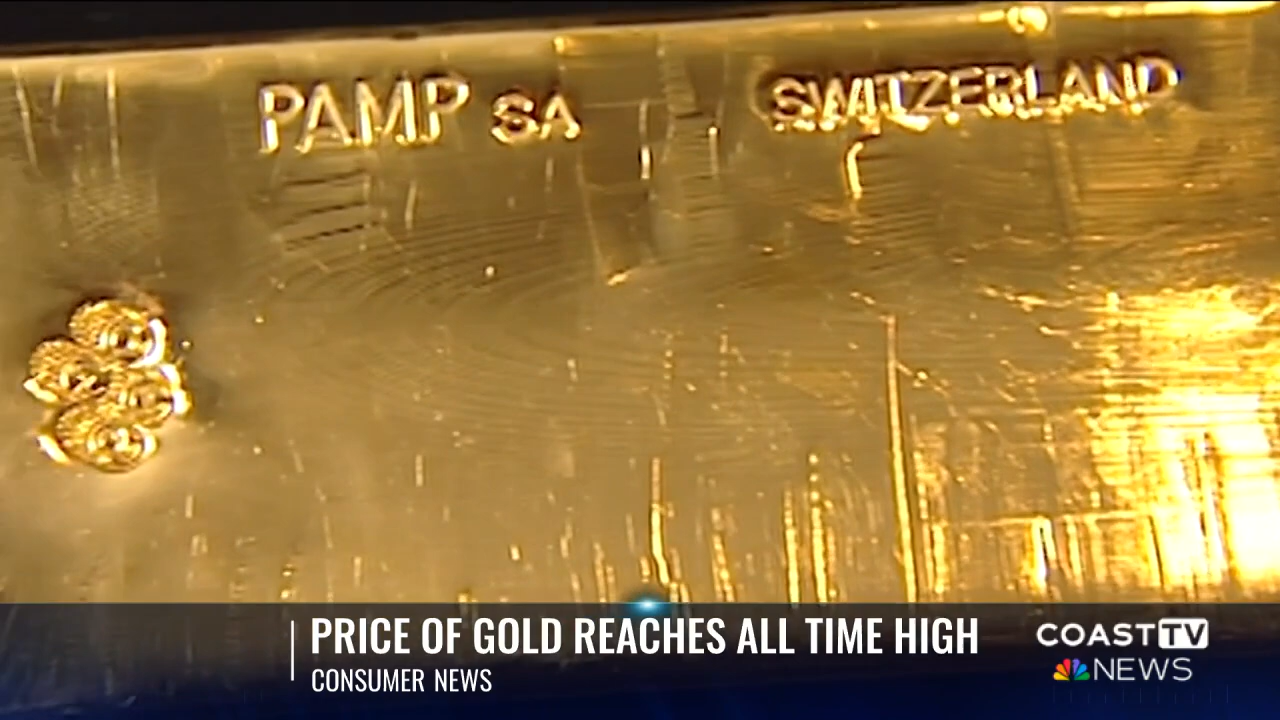 PAMP SA SWITZERLAND
PRICE OF GOLD REACHES ALL TIME HIGH
CONSUMER NEWS
COAST TV
NEWS